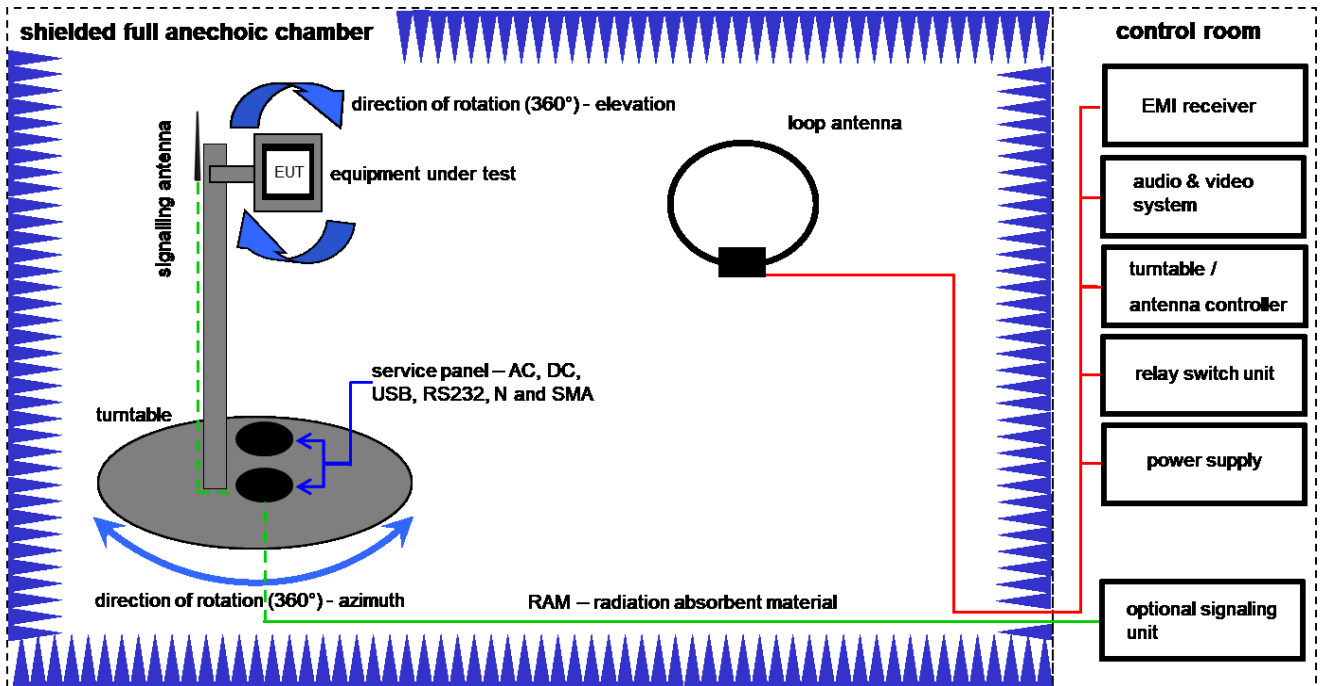 shielded full anechoic chamber
direction of rotation (360°) - elevation
signalling antenna
EUT
equipment under test
loop antenna
service panel – AC, DC,
USB, RS232, N and SMA
turntable
direction of rotation (360°) - azimuth
RAM – radiation absorbent material
control room
EMI receiver
audio & video
system
turntable /
antenna controller
relay switch unit
power supply
optional signaling
unit